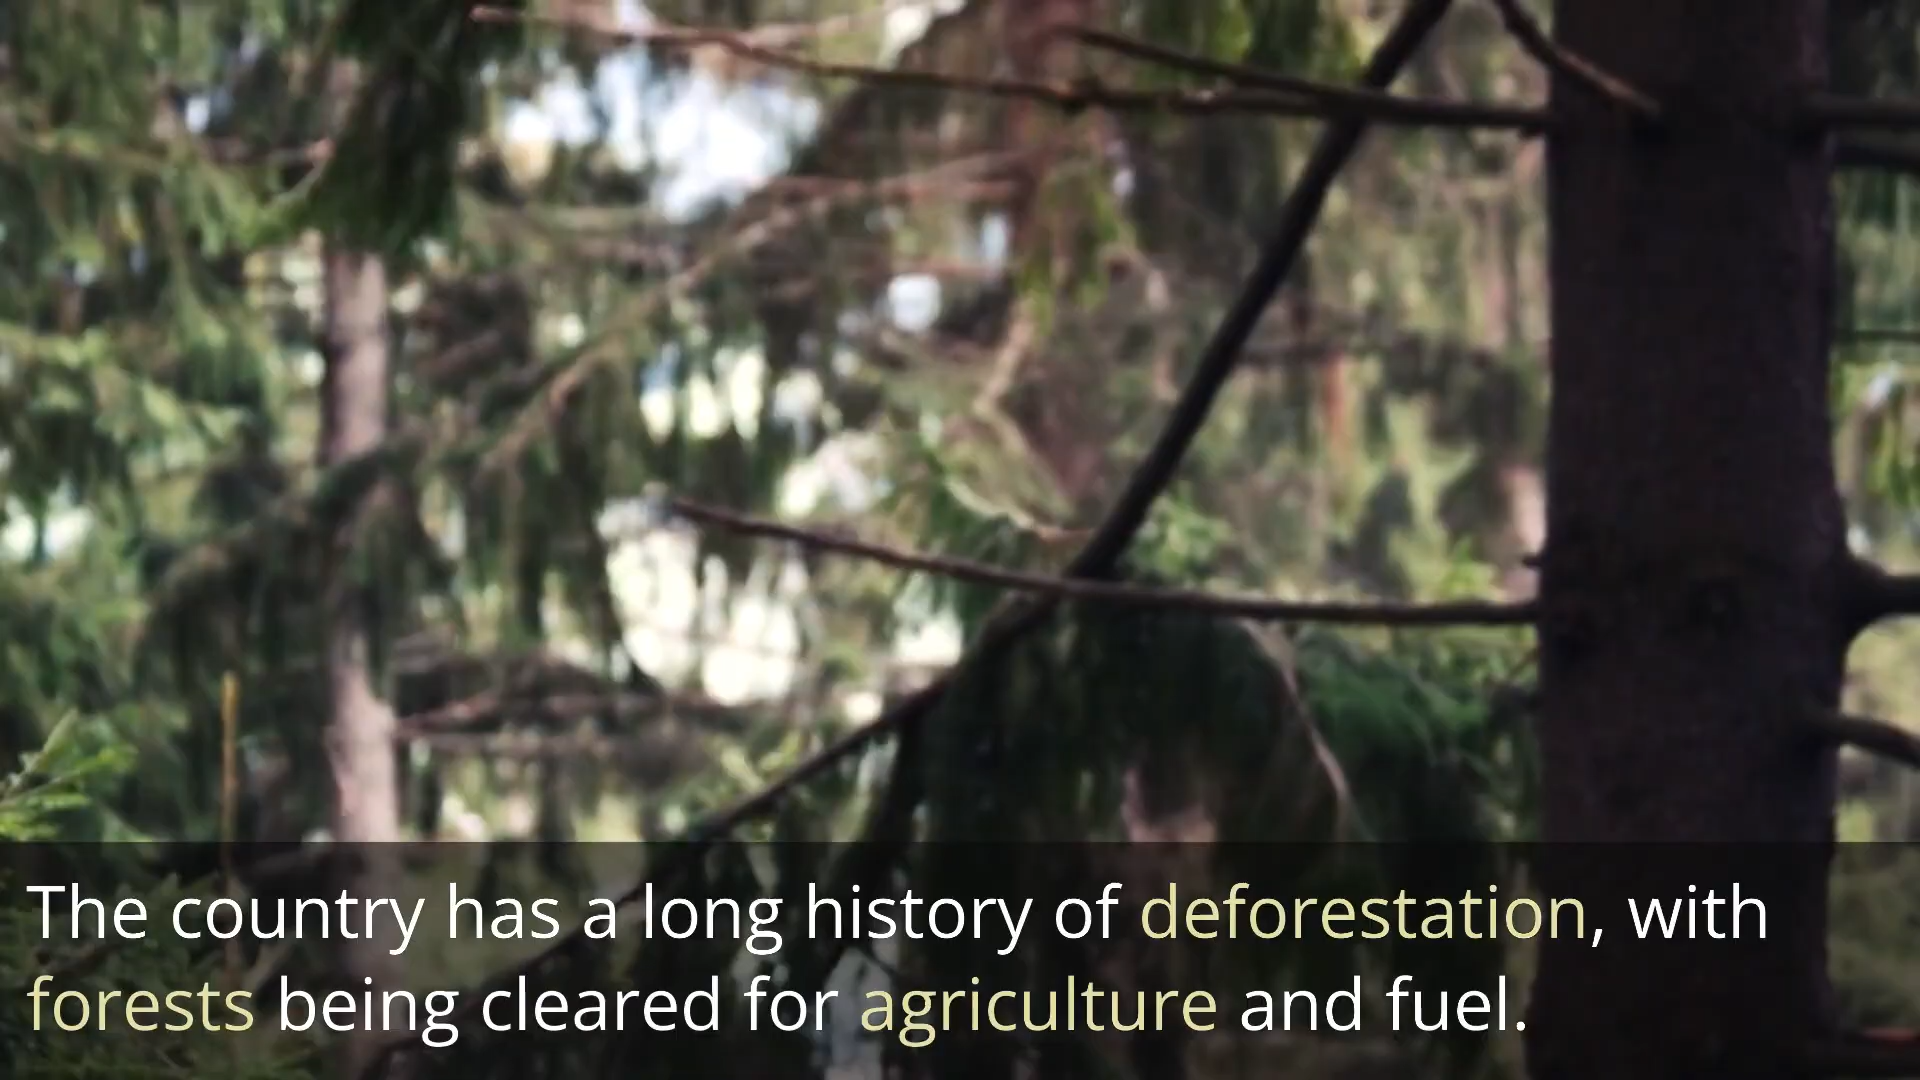 The country has a long history of deforestation, with
forests being cleared for agriculture and fuel.